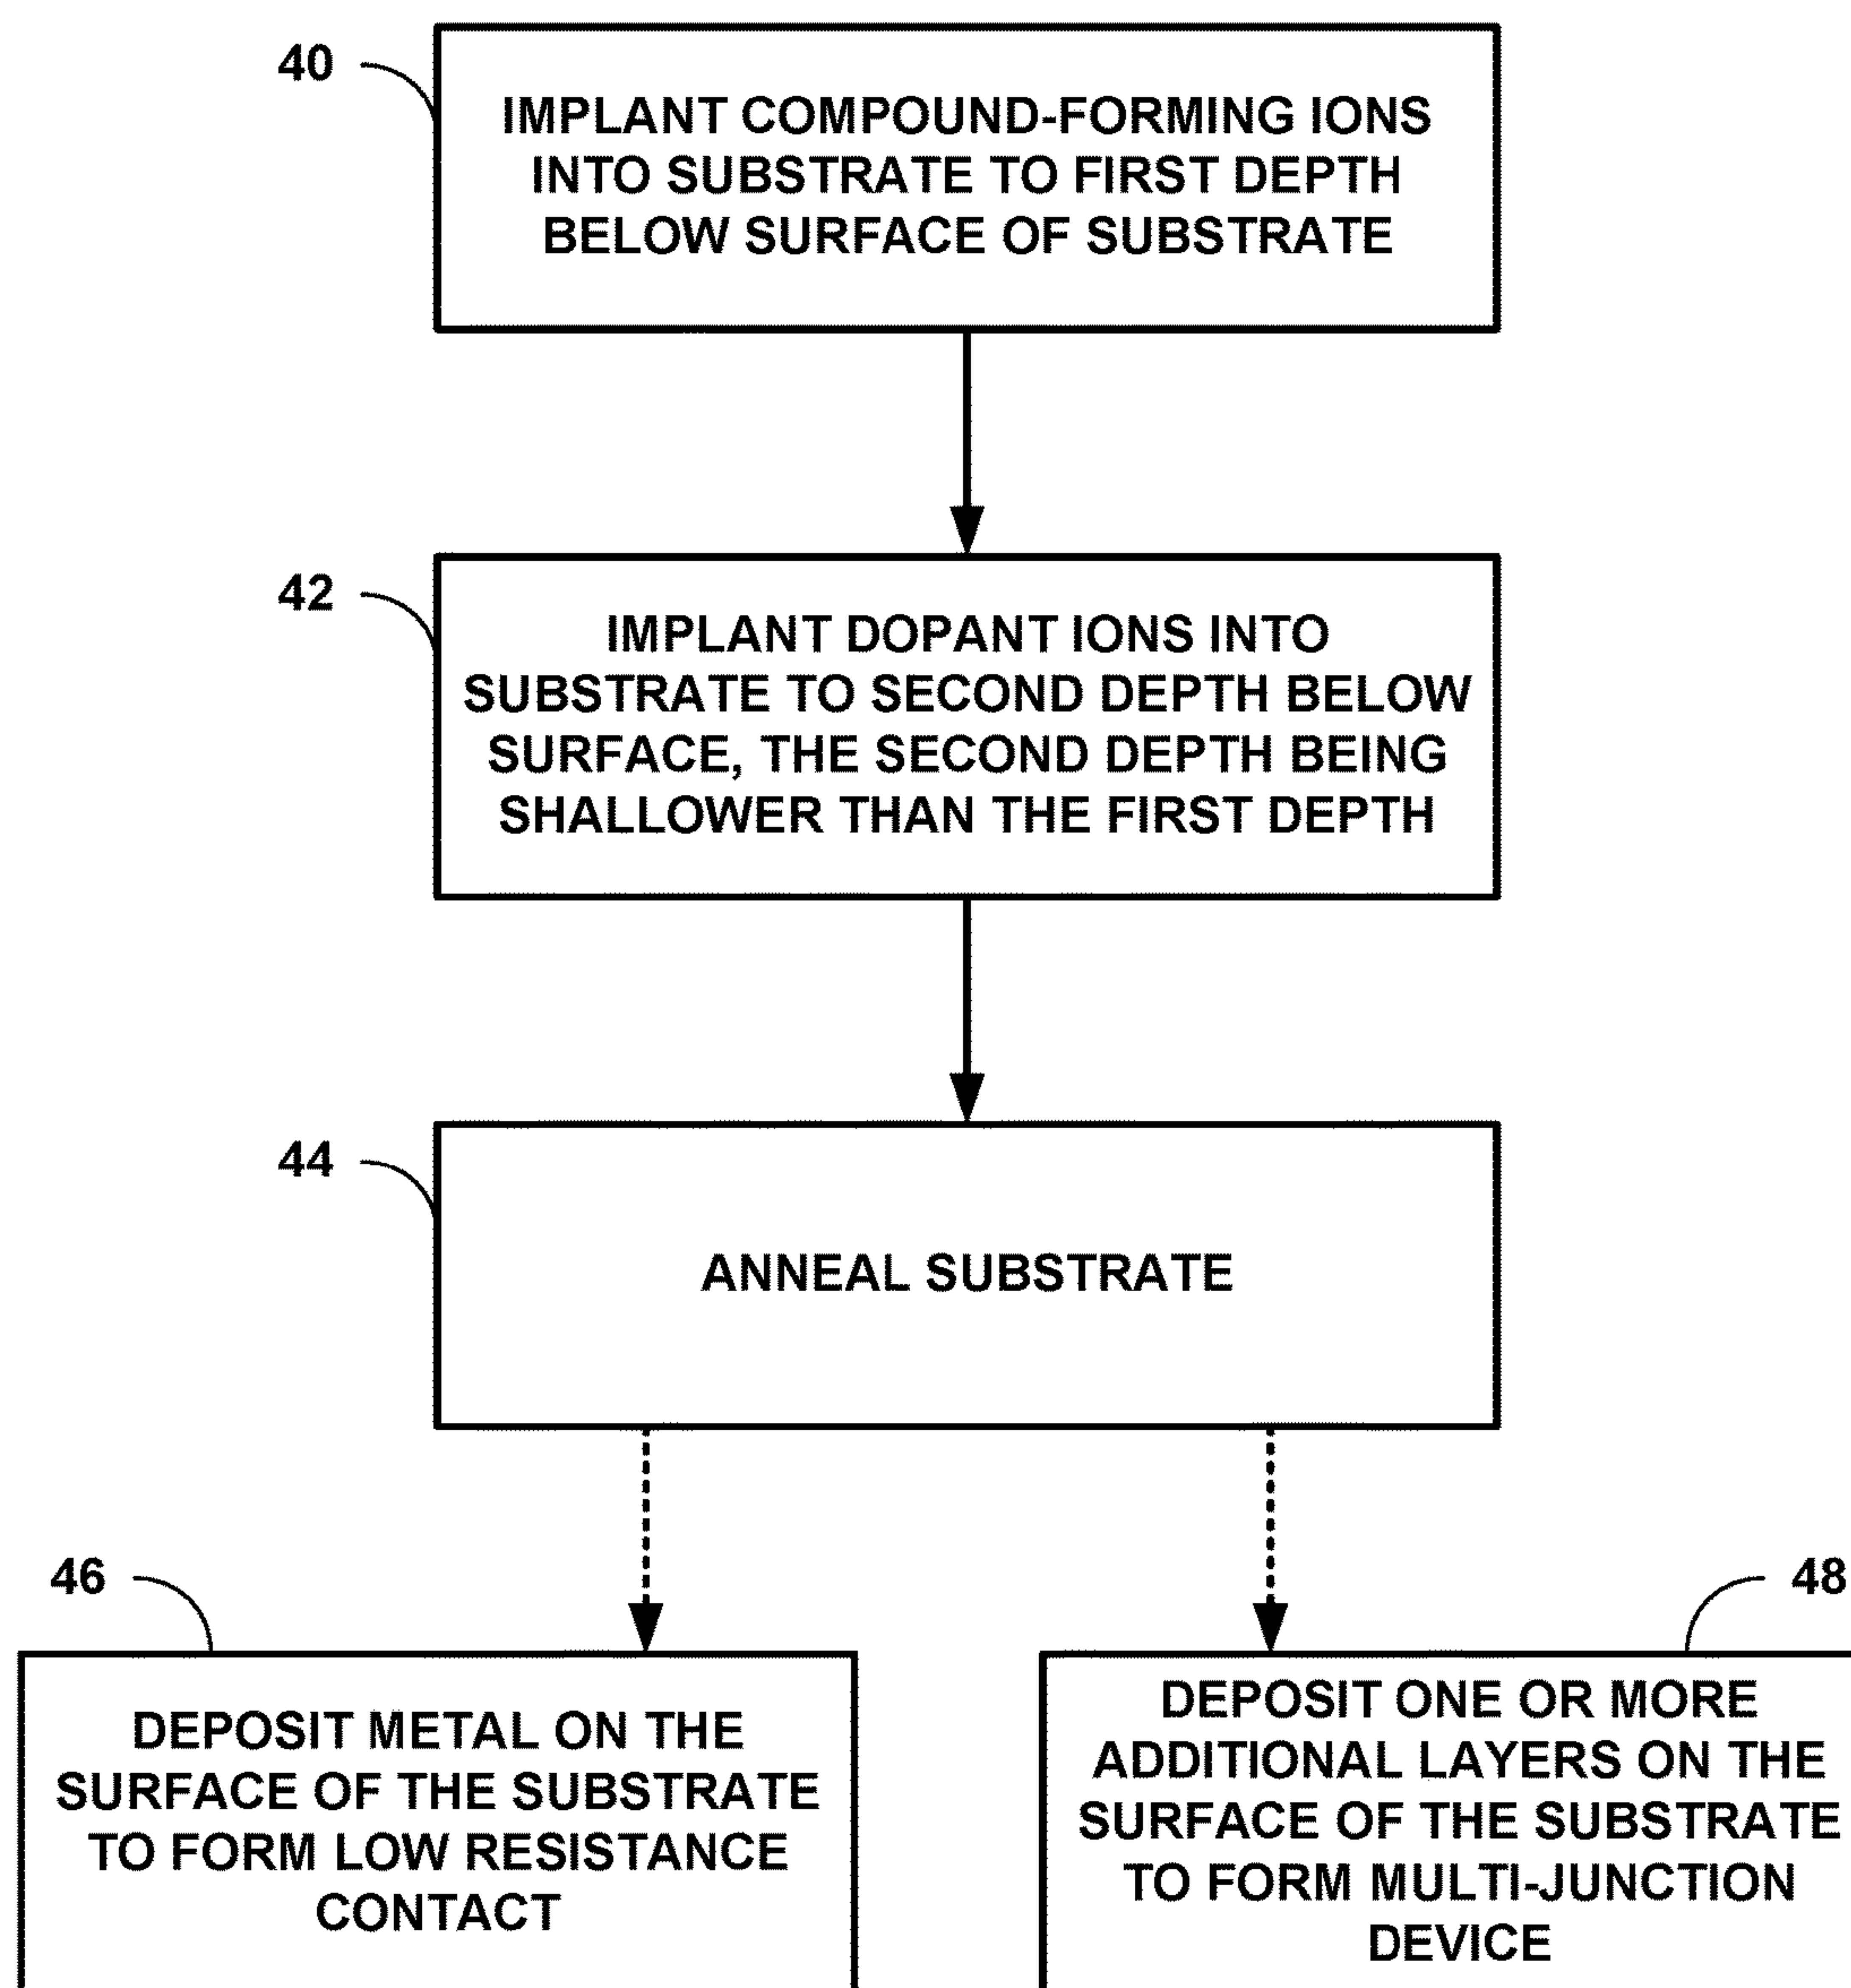 40
IMPLANT COMPOUND-FORMING IONS
INTO SUBSTRATE TO FIRST DEPTH
BELOW SURFACE OF SUBSTRATE
42
IMPLANT DOPANT IONS INTO
SUBSTRATE TO SECOND DEPTH BELOW
SURFACE, THE SECOND DEPTH BEING
SHALLOWER THAN THE FIRST DEPTH
44
ANNEAL SUBSTRATE
46
DEPOSIT METAL ON THE
SURFACE OF THE SUBSTRATE
TO FORM LOW RESISTANCE
CONTACT
48
DEPOSIT ONE OR MORE
ADDITIONAL LAYERS ON THE
SURFACE OF THE SUBSTRATE
TO FORM MULTI-JUNCTION
DEVICE